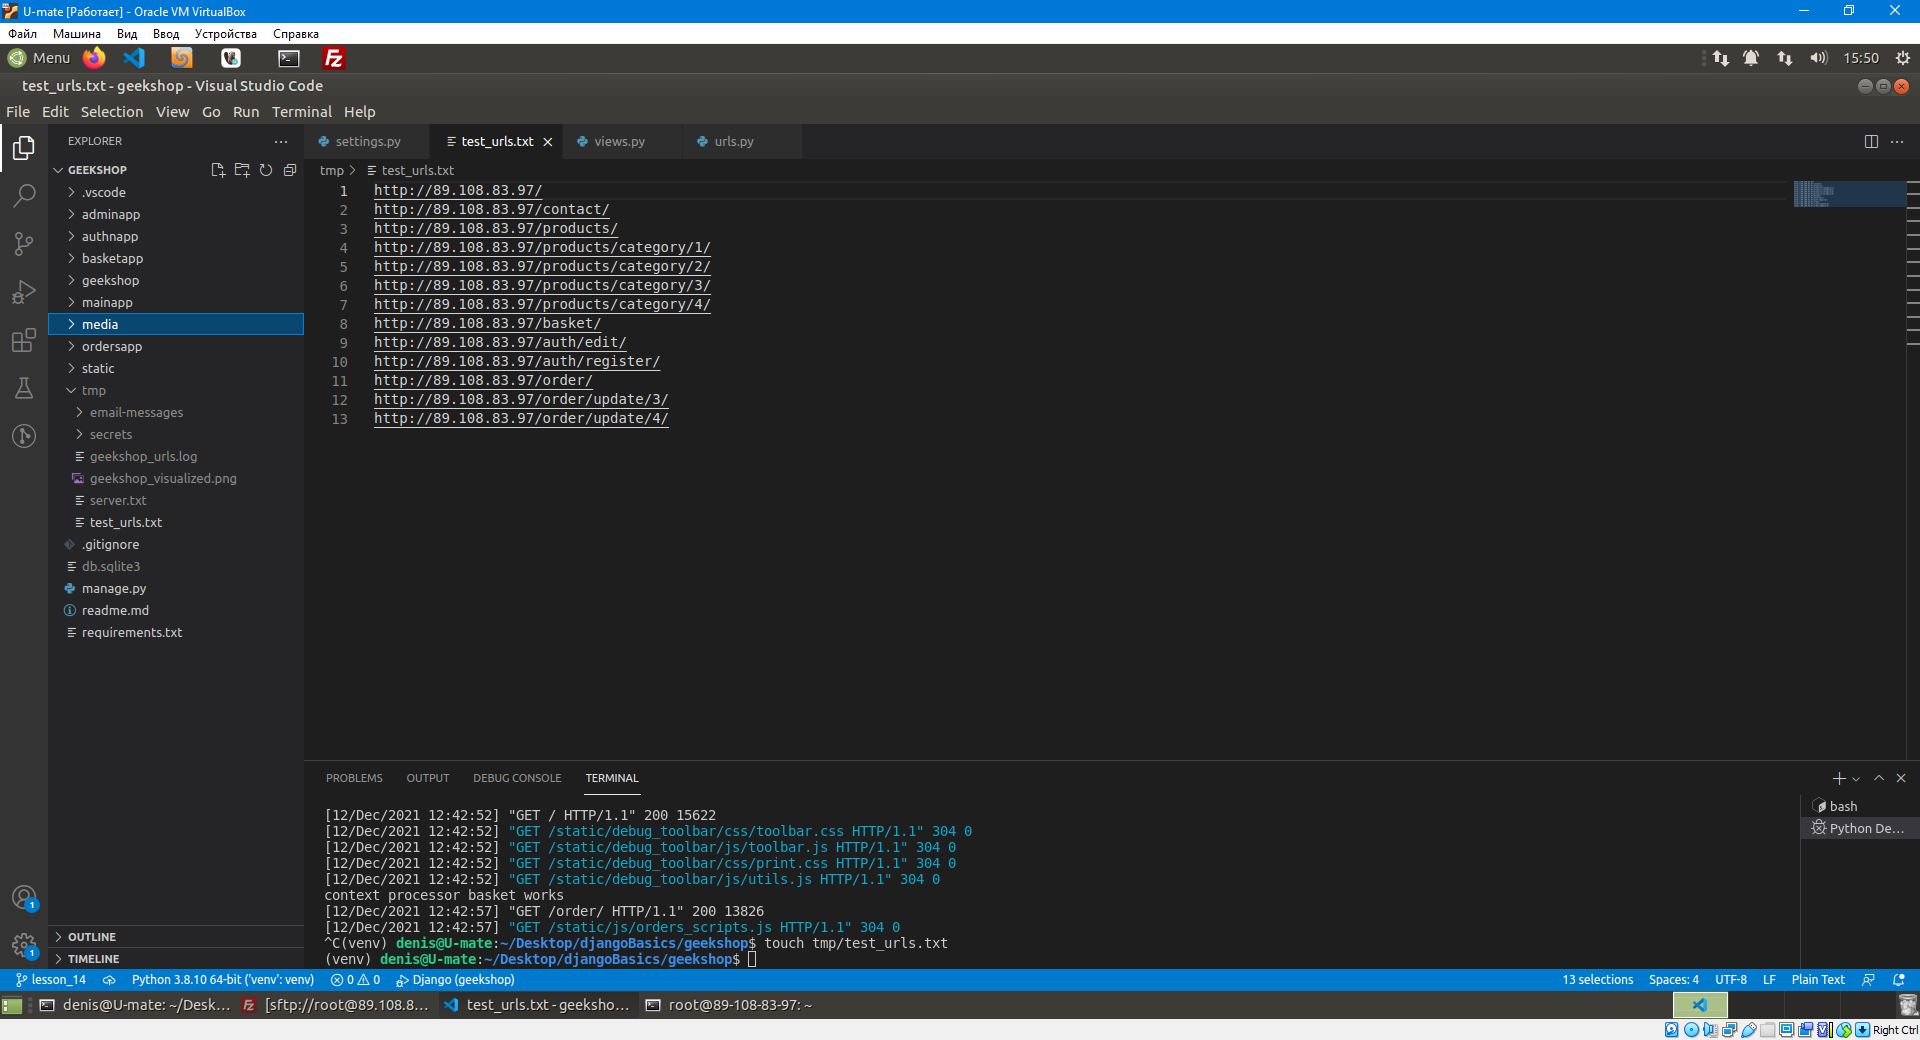 U-mate [Работает] - Oracle VM VirtualBox
Файл Машина Вид Ввод Устройства Справка
Menu 15:50
test_urls.txt - geekshop - Visual Studio Code
File Edit Selection View Go Run Terminal Help
EXPLORER
GEEKSHOP
.vscode
adminapp
authnapp
basketapp
geekshop
mainapp
media
ordersapp
static
tmp
email-messages
secrets
geekshop_urls.log
geekshop_visualized.png
server.txt
test_urls.txt
.gitignore
db.sqlite3
manage.py
readme.md
requirements.txt
OUTLINE
TIMELINE
settings.py test_urls.txt views.py urls.py
tmp > test_urls.txt
1 http://89.108.83.97/
2 http://89.108.83.97/contact/
3 http://89.108.83.97/products/
4 http://89.108.83.97/products/category/1/
5 http://89.108.83.97/products/category/2/
6 http://89.108.83.97/products/category/3/
7 http://89.108.83.97/products/category/4/
8 http://89.108.83.97/basket/
9 http://89.108.83.97/auth/edit/
10 http://89.108.83.97/auth/register/
11 http://89.108.83.97/order/
12 http://89.108.83.97/order/update/3/
13 http://89.108.83.97/order/update/4/
PROBLEMS OUTPUT DEBUG CONSOLE TERMINAL
[12/Dec/2021 12:42:52] "GET / HTTP/1.1" 200 15622
[12/Dec/2021 12:42:52] "GET /static/debug_toolbar/css/toolbar.css HTTP/1.1" 304 0
[12/Dec/2021 12:42:52] "GET /static/debug_toolbar/js/toolbar.js HTTP/1.1" 304 0
[12/Dec/2021 12:42:52] "GET /static/debug_toolbar/css/print.css HTTP/1.1" 304 0
[12/Dec/2021 12:42:52] "GET /static/debug_toolbar/js/utils.js HTTP/1.1" 304 0
context processor basket works
[12/Dec/2021 12:42:57] "GET /order/ HTTP/1.1" 200 13826
[12/Dec/2021 12:42:57] "GET /static/js/orders_scripts.js HTTP/1.1" 304 0
^C(venv) denis@U-mate:~/Desktop/djangoBasics/geekshop$ touch tmp/test_urls.txt
(venv) denis@U-mate:~/Desktop/djangoBasics/geekshop$
bash
Python De...
1
1
lesson_14 Python 3.8.10 64-bit ('venv': venv) 0 0 Django (geekshop) 13 selections Spaces: 4 UTF-8 LF Plain Text
denis@U-mate: ~/Desk... [sftp://root@89.108.8... test_urls.txt - geeksho... root@89-108-83-97: ~
Right Ctrl